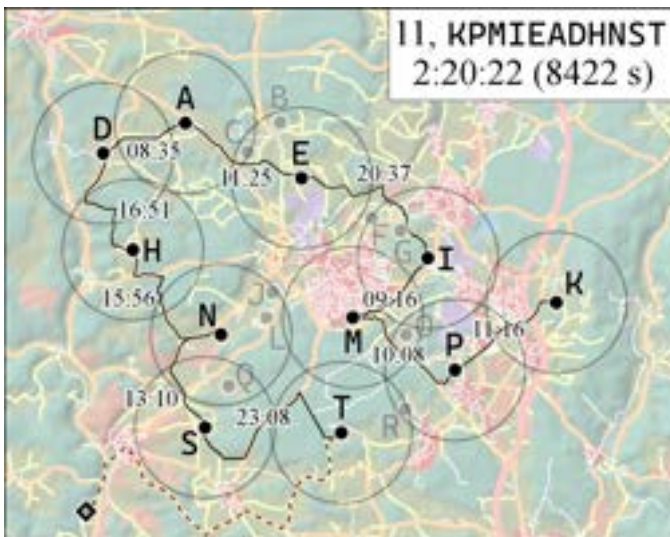 11, KPMIEADHNST
2:20:22 (8422 s)
A
B
D
C
08:35
E
11:25
20:37
16:51
F
G
H
I
15:56
J
K
09:16
N
L
M
11:16
10:08
P
Q
13:10
23:08
T
R
S